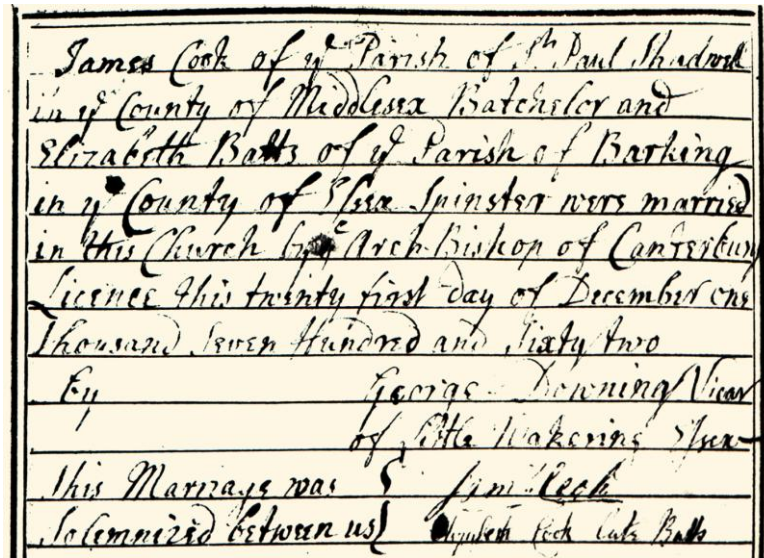 James Cook of yᵉ Parish of Sᵗ Paul Shadwell
in yᵉ County of Middlesex Batchelor and
Elizabeth Batts of yᵉ Parish of Barking
in yᵉ County of Essex Spinster were married
in this Church by yᵉ Arch Biskop of Canterbury
Licence this twenty first day of December one
Thousand Seven Hundred and Sixty two
By George Downing Vicar
of Little Wakering Essex
This Marriage was { Jamˢ Cook
Solemnized between us { Elizabeth Cook late Batts